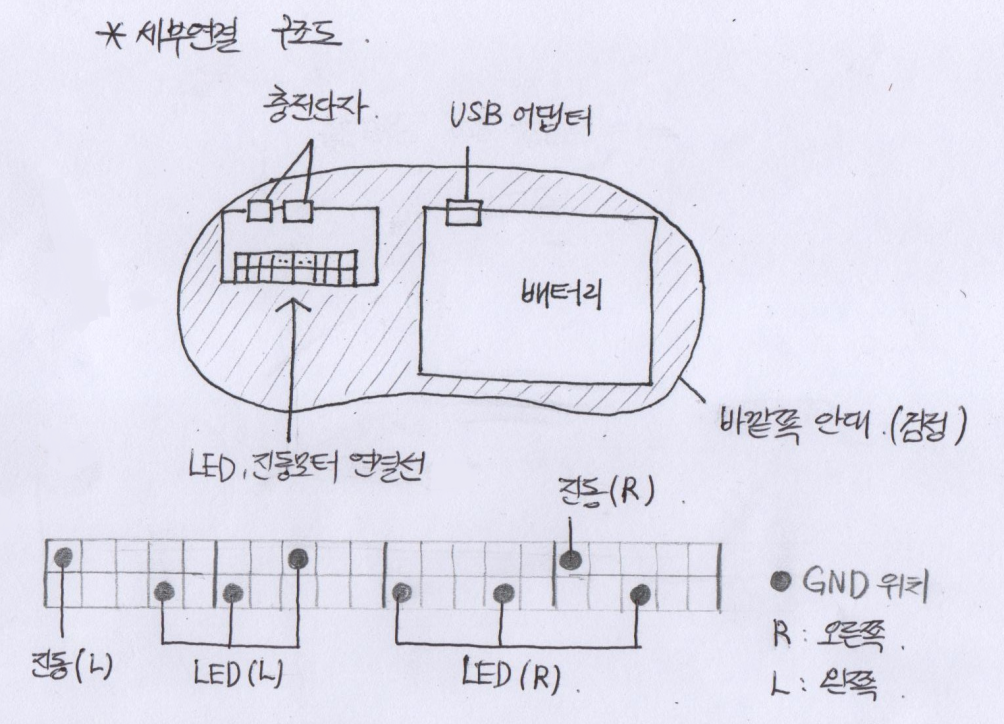 * 세부연결 구조도.
충전단자.
USB 어댑터
배터리
바깥쪽 안대.(검정)
LED, 진동모터 연결선
진동(R).
GND 위치
R: 오른쪽.
L: 왼쪽.
진동(L)
LED(L)
LED(R).